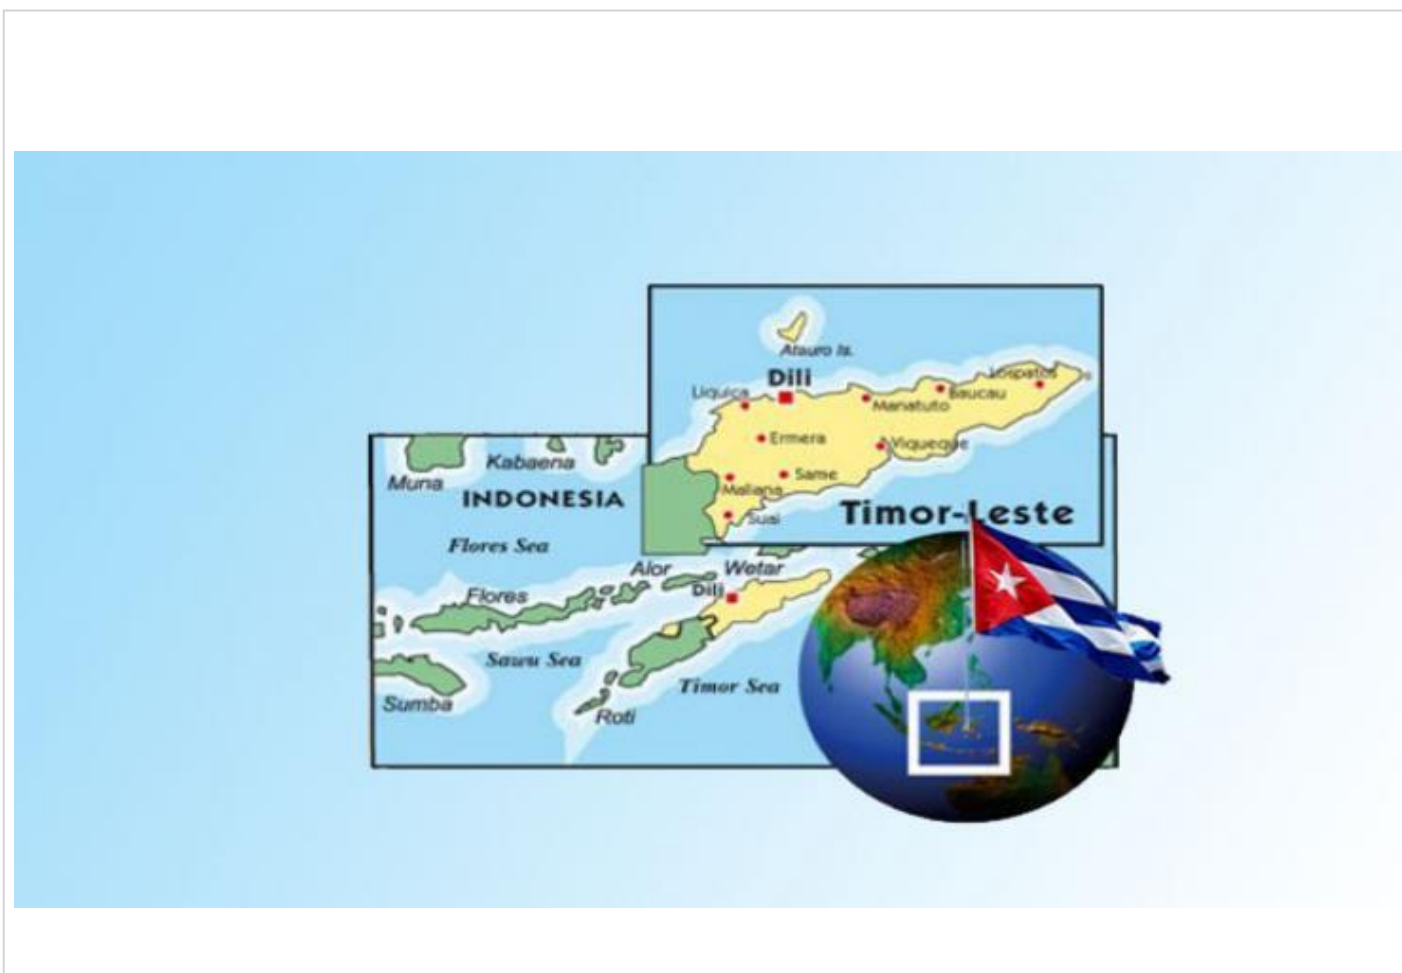 Atauro Is.
Dili
Liquica
Lospatos
Baucau
Manatuto
Ermera
Viqueque
Same
Maliana
Suai
Timor-Leste
Kabaena
Muna
INDONESIA
Flores Sea
Alor
Wetar
Dili
Flores
Sawu Sea
Timor Sea
Sumba
Roti